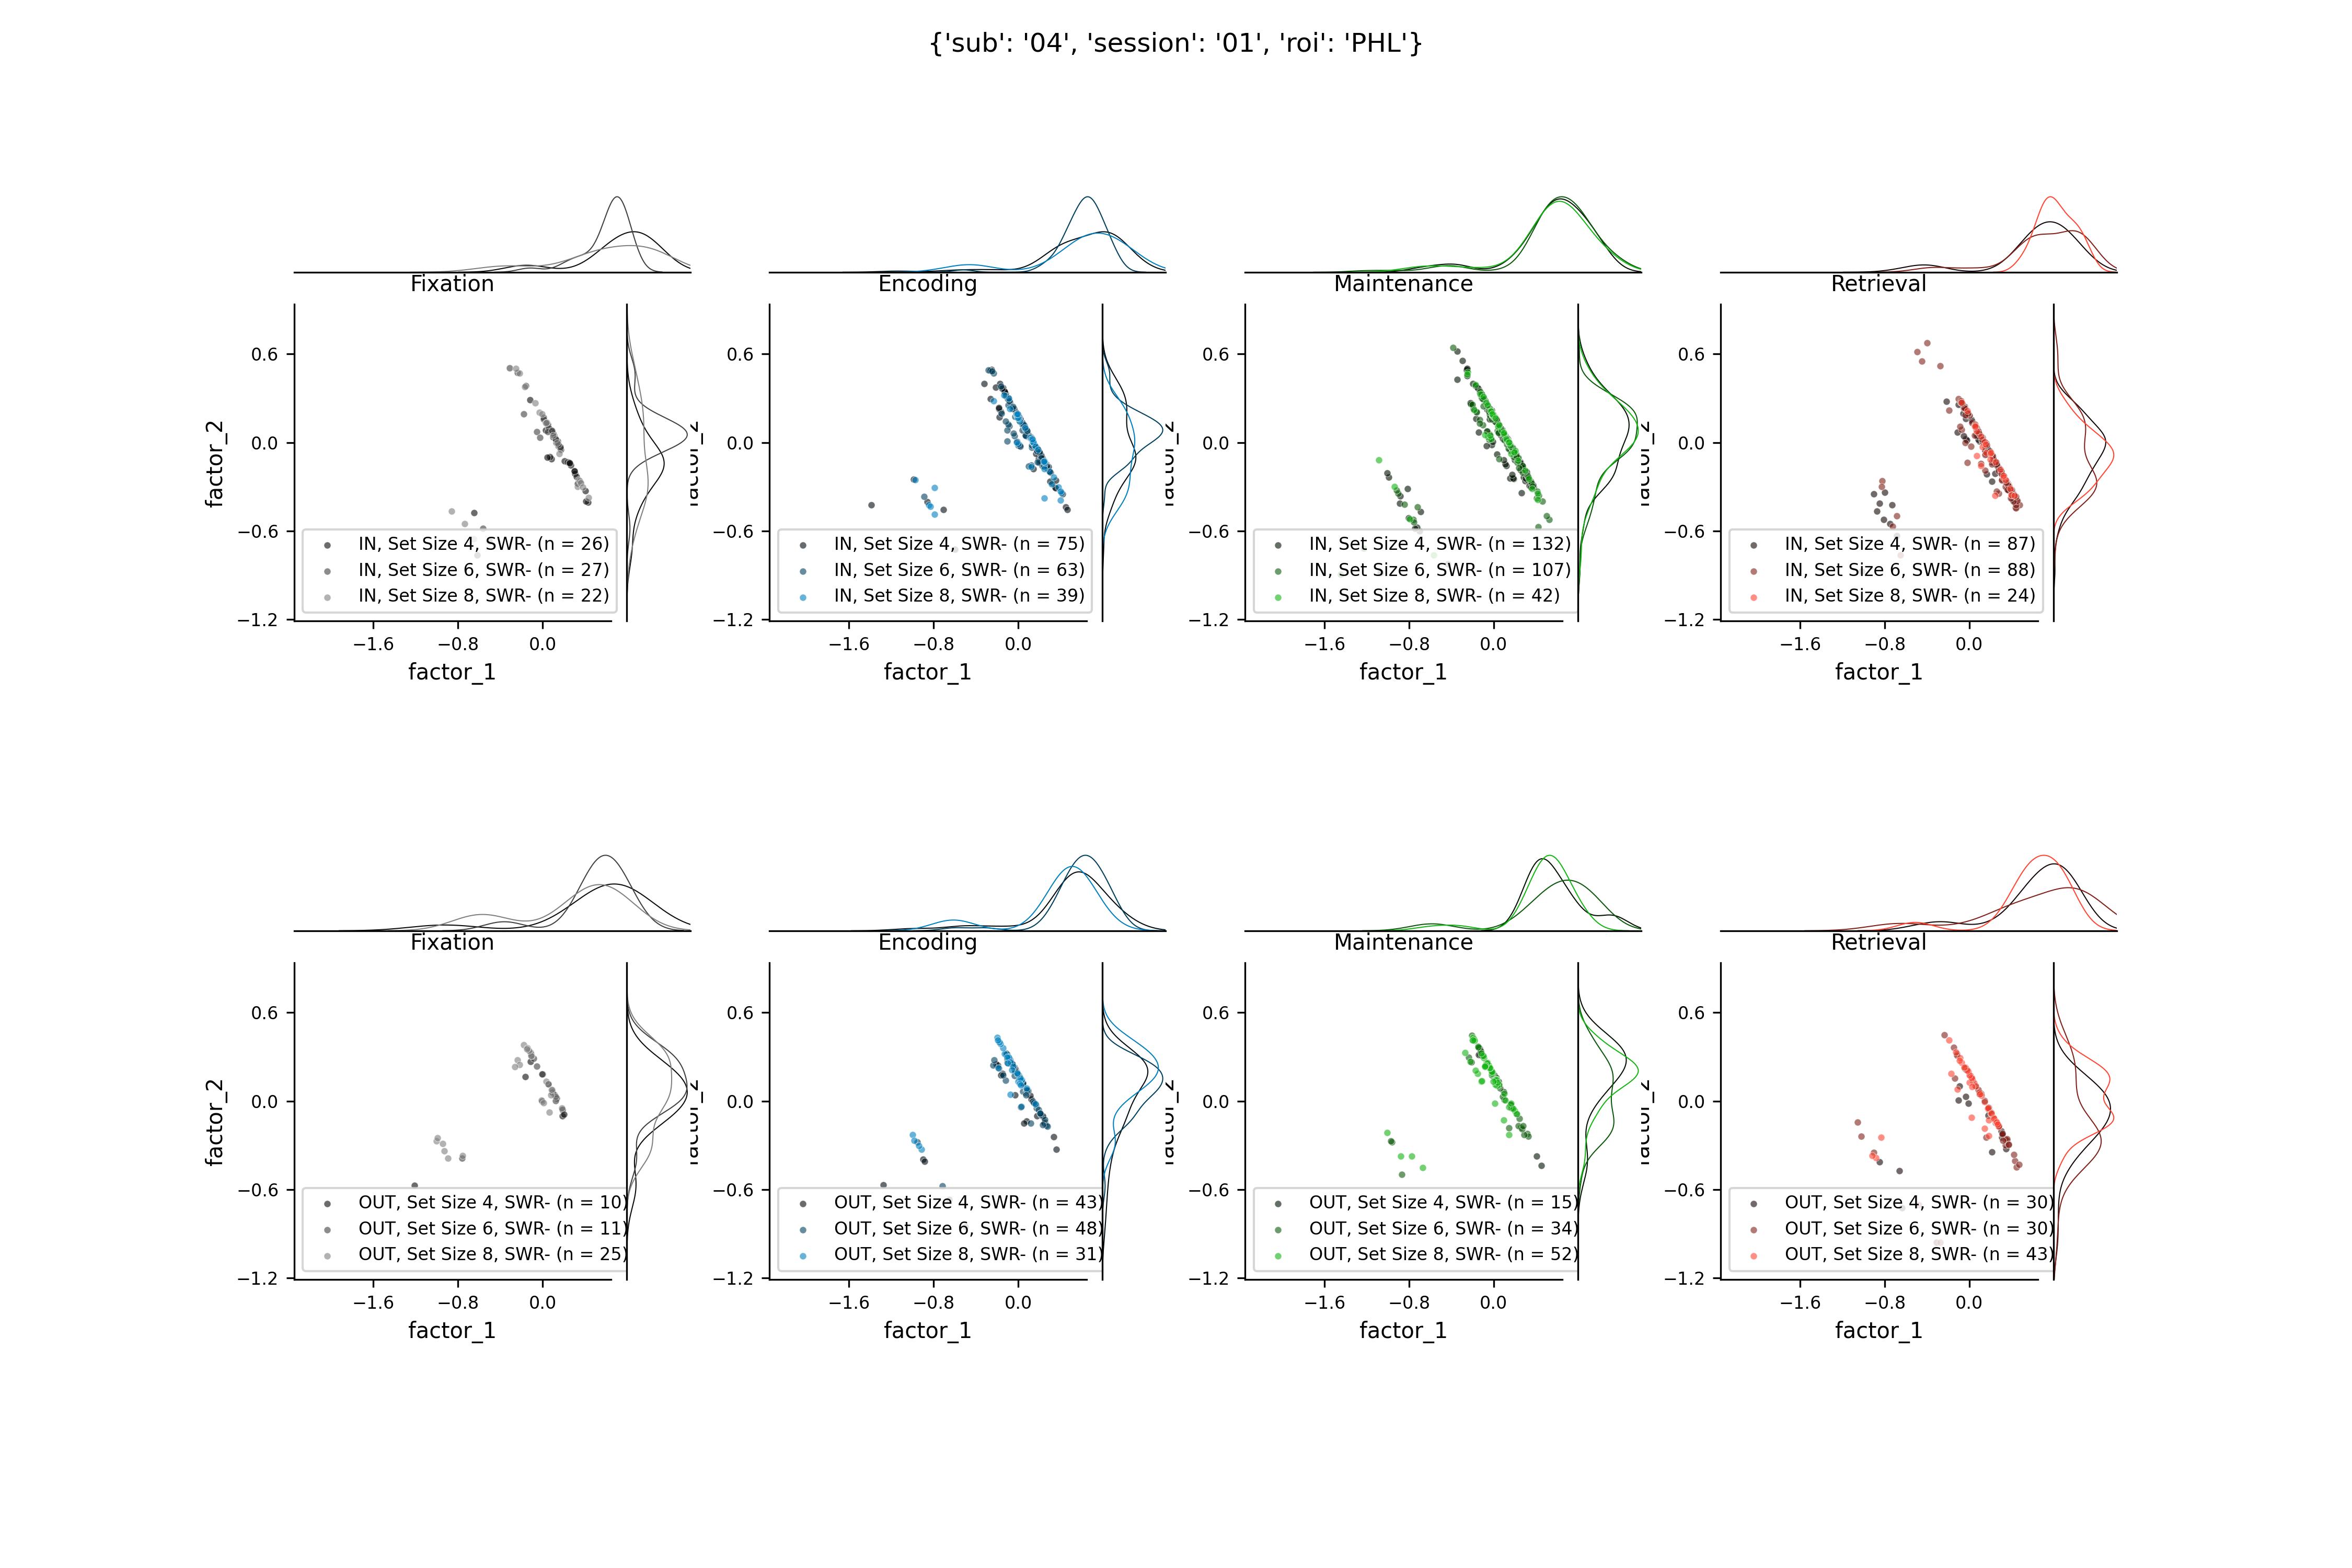 {'sub': '04', 'session': '01', 'roi': 'PHL'}
Fixation
Encoding
Maintenance
Retrieval
factor_2
0.6
0.0
−0.6
−1.2
IN, Set Size 4, SWR- (n = 26)
IN, Set Size 6, SWR- (n = 27)
IN, Set Size 8, SWR- (n = 22)
−1.6
−0.8
0.0
factor_1
factor_2
0.6
0.0
−0.6
−1.2
IN, Set Size 4, SWR- (n = 75)
IN, Set Size 6, SWR- (n = 63)
IN, Set Size 8, SWR- (n = 39)
−1.6
−0.8
0.0
factor_1
factor_2
0.6
0.0
−0.6
−1.2
IN, Set Size 4, SWR- (n = 132)
IN, Set Size 6, SWR- (n = 107)
IN, Set Size 8, SWR- (n = 42)
−1.6
−0.8
0.0
factor_1
factor_2
0.6
0.0
−0.6
−1.2
IN, Set Size 4, SWR- (n = 87)
IN, Set Size 6, SWR- (n = 88)
IN, Set Size 8, SWR- (n = 24)
−1.6
−0.8
0.0
factor_1
Fixation
Encoding
Maintenance
Retrieval
factor_2
0.6
0.0
−0.6
−1.2
OUT, Set Size 4, SWR- (n = 10)
OUT, Set Size 6, SWR- (n = 11)
OUT, Set Size 8, SWR- (n = 25)
−1.6
−0.8
0.0
factor_1
factor_2
0.6
0.0
−0.6
−1.2
OUT, Set Size 4, SWR- (n = 43)
OUT, Set Size 6, SWR- (n = 48)
OUT, Set Size 8, SWR- (n = 31)
−1.6
−0.8
0.0
factor_1
factor_2
0.6
0.0
−0.6
−1.2
OUT, Set Size 4, SWR- (n = 15)
OUT, Set Size 6, SWR- (n = 34)
OUT, Set Size 8, SWR- (n = 52)
−1.6
−0.8
0.0
factor_1
factor_2
0.6
0.0
−0.6
−1.2
OUT, Set Size 4, SWR- (n = 30)
OUT, Set Size 6, SWR- (n = 30)
OUT, Set Size 8, SWR- (n = 43)
−1.6
−0.8
0.0
factor_1